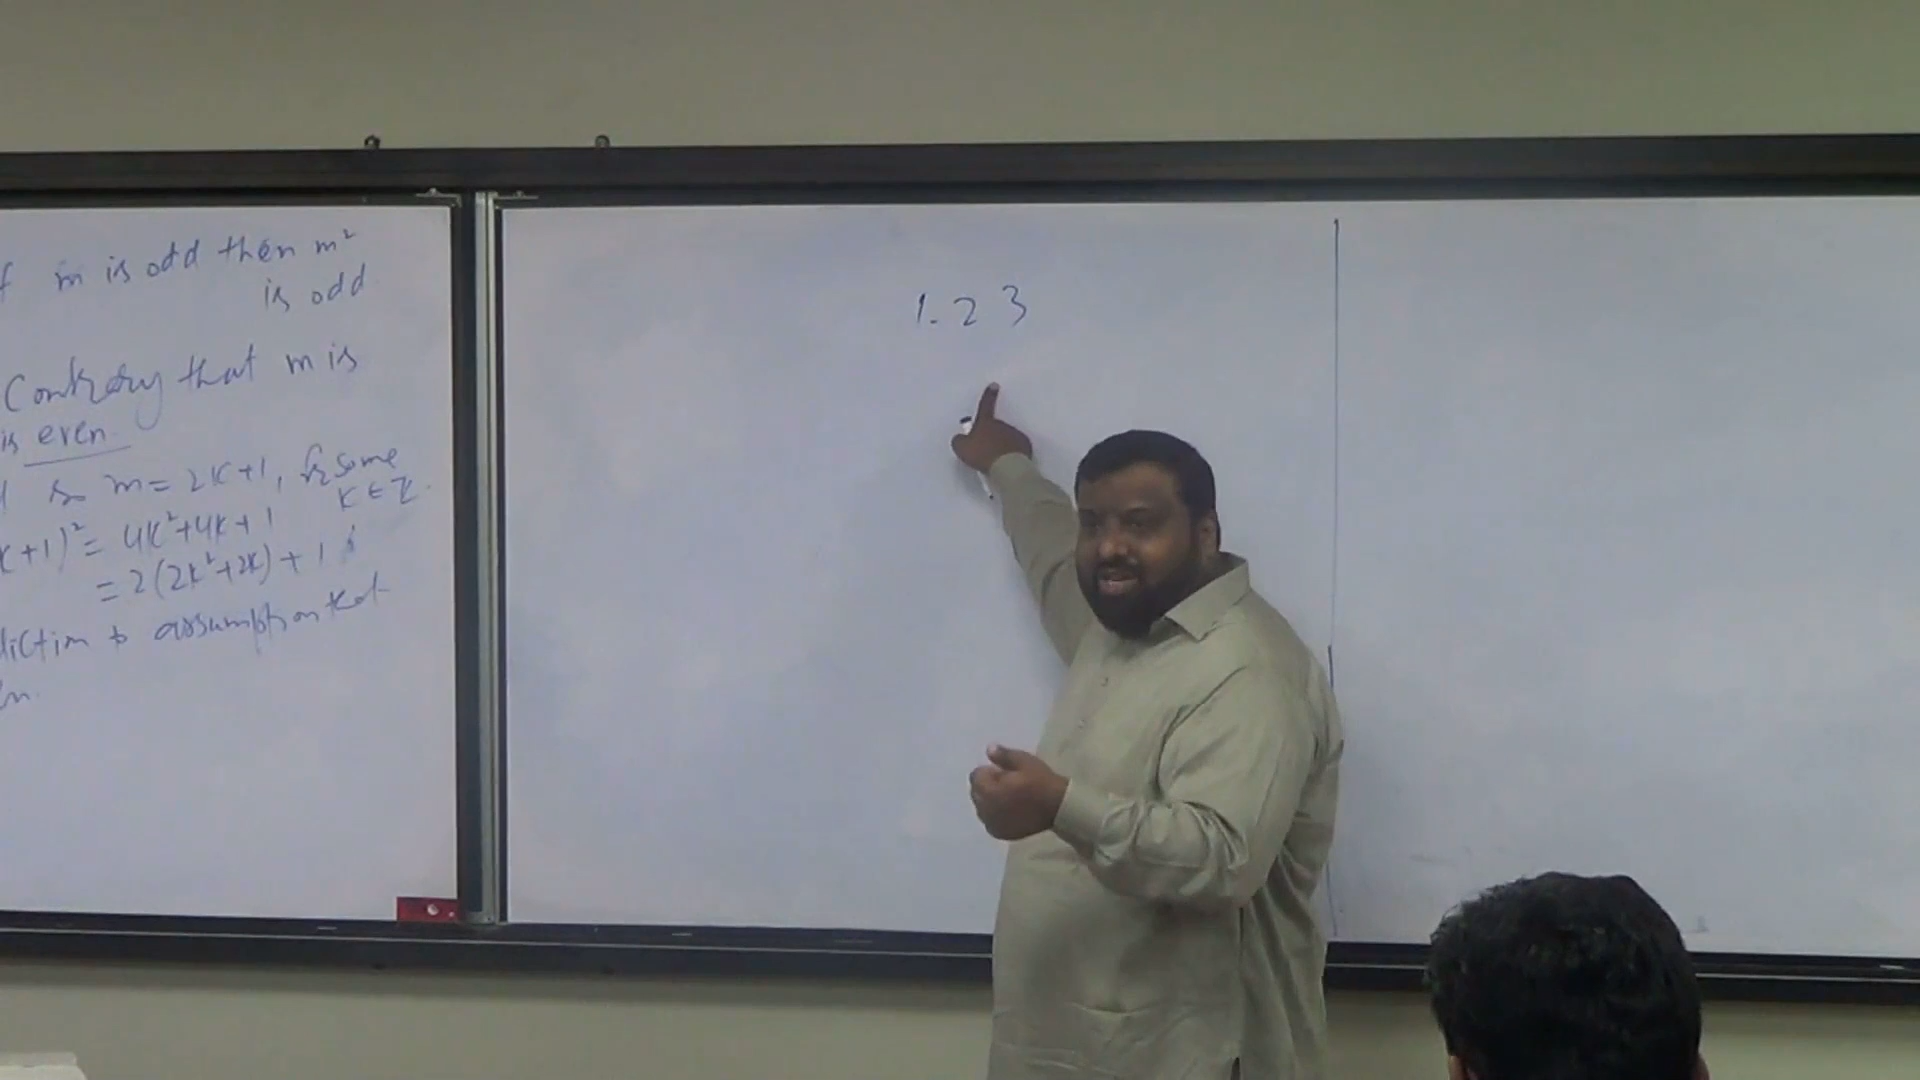 f m is odd then m²
is odd
Contrary that m is
is even.
so m = 2k+1, for some
k ∈ Z.
k+1)² = 4k²+4k+1
= 2(2k²+2k)+1
diction to assumption that
en.
1. 2 3